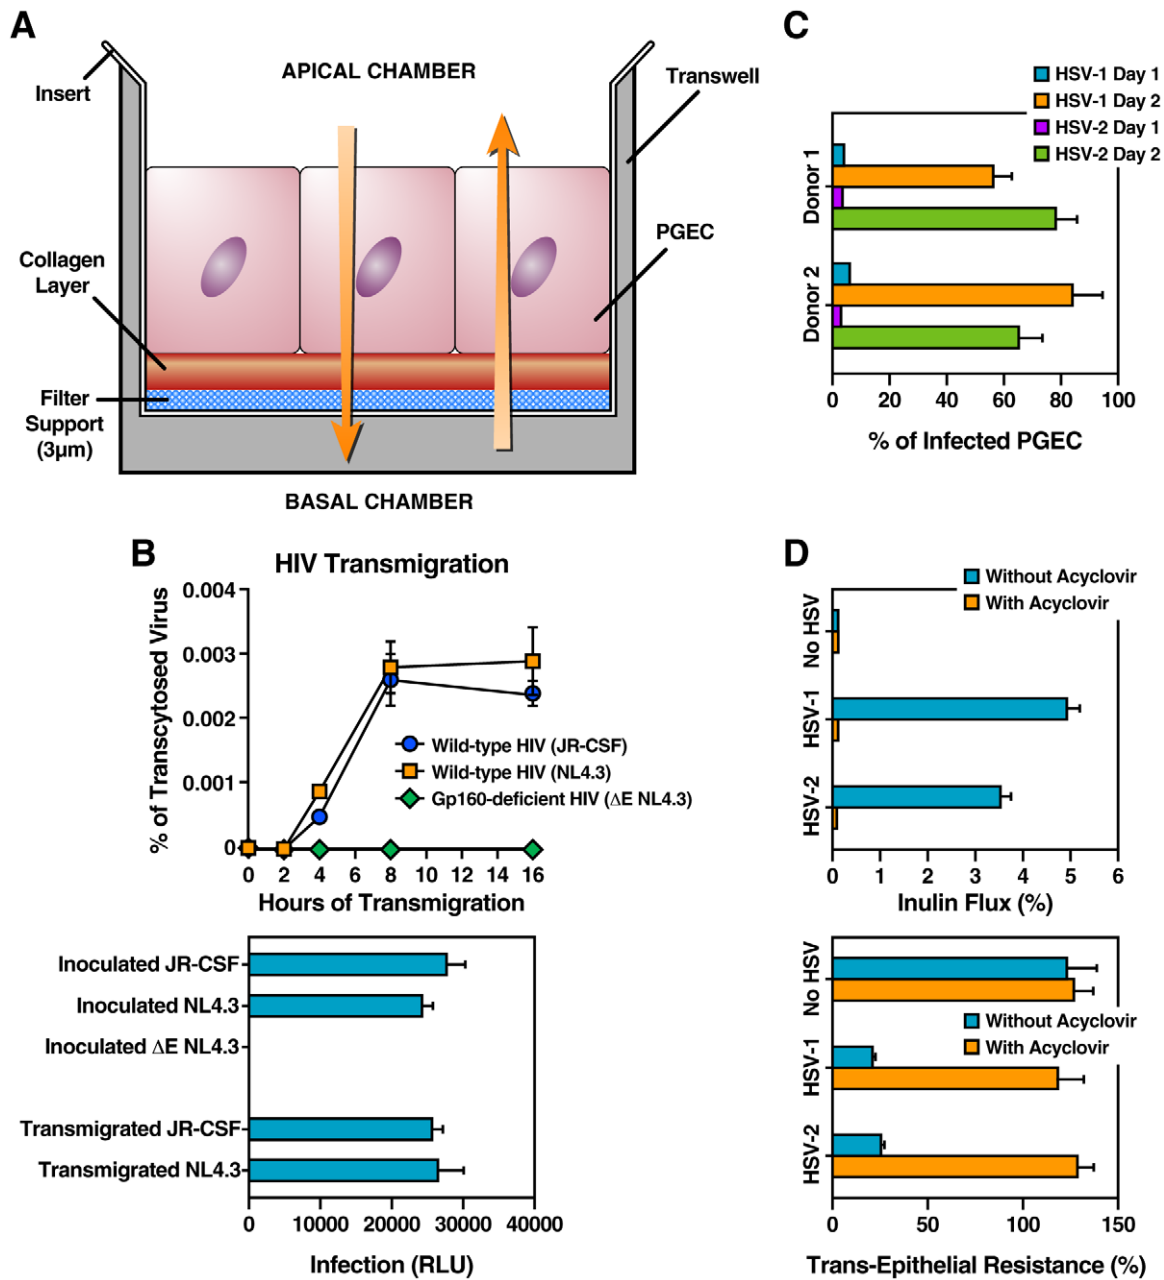 A
APICAL CHAMBER
Insert
Transwell
PGEC
Collagen
Layer
Filter
Support
(3µm)
BASAL CHAMBER
B
HIV Transmigration
% of Transcytosed Virus
0.004
0.003
0.002
0.001
0
Wild-type HIV (JR-CSF)
Wild-type HIV (NL4.3)
Gp160-deficient HIV (ΔE NL4.3)
0 2 4 6 8 10 12 14 16
Hours of Transmigration
Inoculated JR-CSF
Inoculated NL4.3
Inoculated ΔE NL4.3
Transmigrated JR-CSF
Transmigrated NL4.3
0 10000 20000 30000 40000
Infection (RLU)
C
HSV-1 Day 1
HSV-1 Day 2
HSV-2 Day 1
HSV-2 Day 2
Donor 1
Donor 2
0 20 40 60 80 100
% of Infected PGEC
D
Without Acyclovir
With Acyclovir
No HSV
HSV-1
HSV-2
0 1 2 3 4 5 6
Inulin Flux (%)
No HSV
Without Acyclovir
With Acyclovir
HSV-1
HSV-2
0 50 100 150
Trans-Epithelial Resistance (%)